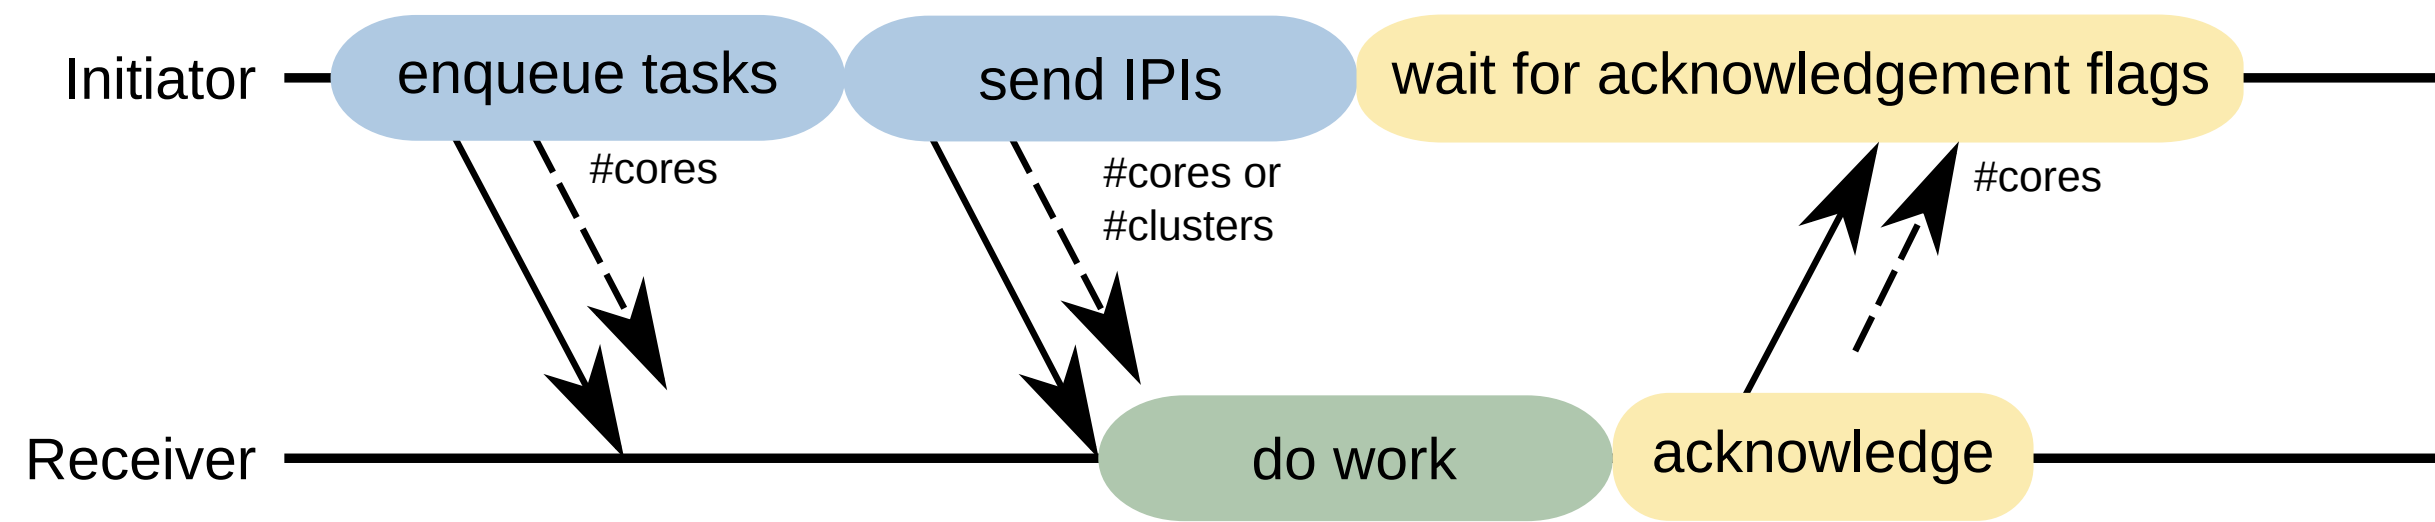 Initiator
enqueue tasks
send IPIs
wait for acknowledgement flags
#cores
#cores or
#clusters
#cores
Receiver
do work
acknowledge